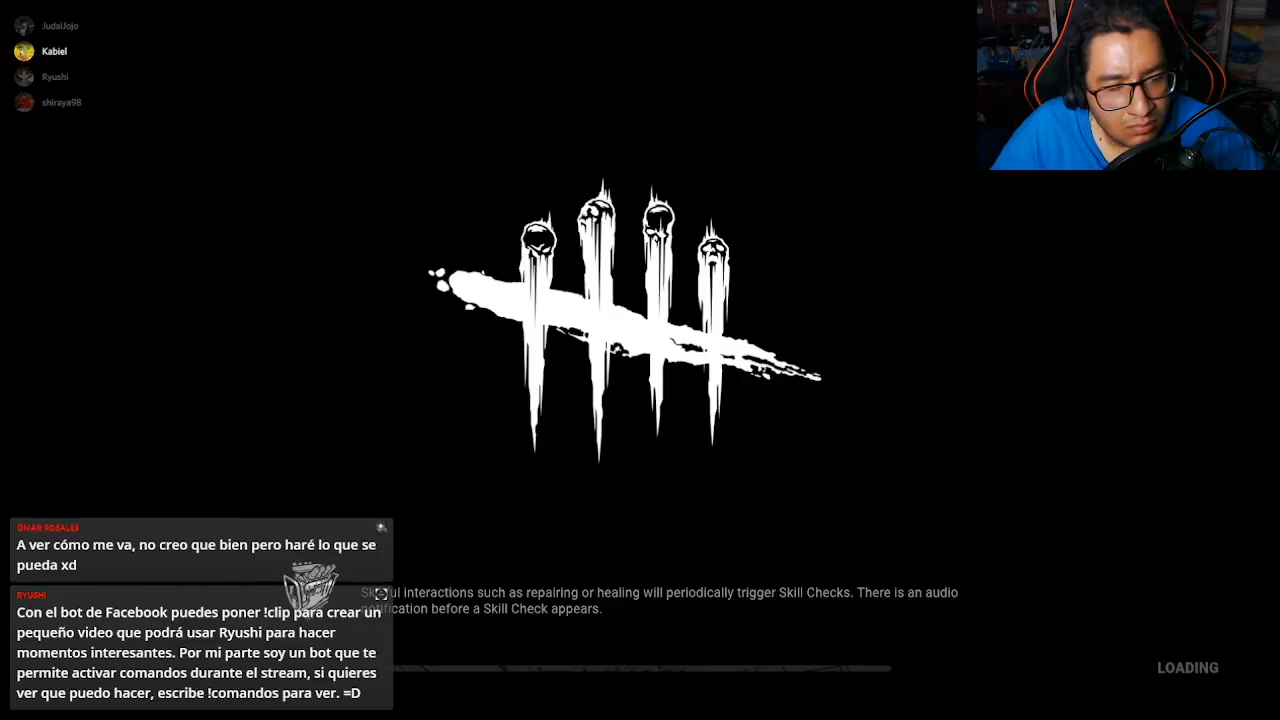 JudaiJojo
Kabiel
Ryushi
shiraya98
OMAR ROSALES
A ver cómo me va, no creo que bien pero haré lo que se
pueda xd
RYUSHI
Con el bot de Facebook puedes poner !clip para crear un
pequeño video que podrá usar Ryushi para hacer
momentos interesantes. Por mi parte soy un bot que te
permite activar comandos durante el stream, si quieres
ver que puedo hacer, escribe !comandos para ver. =D
Skillful interactions such as repairing or healing will periodically trigger Skill Checks. There is an audio
notification before a Skill Check appears.
LOADING